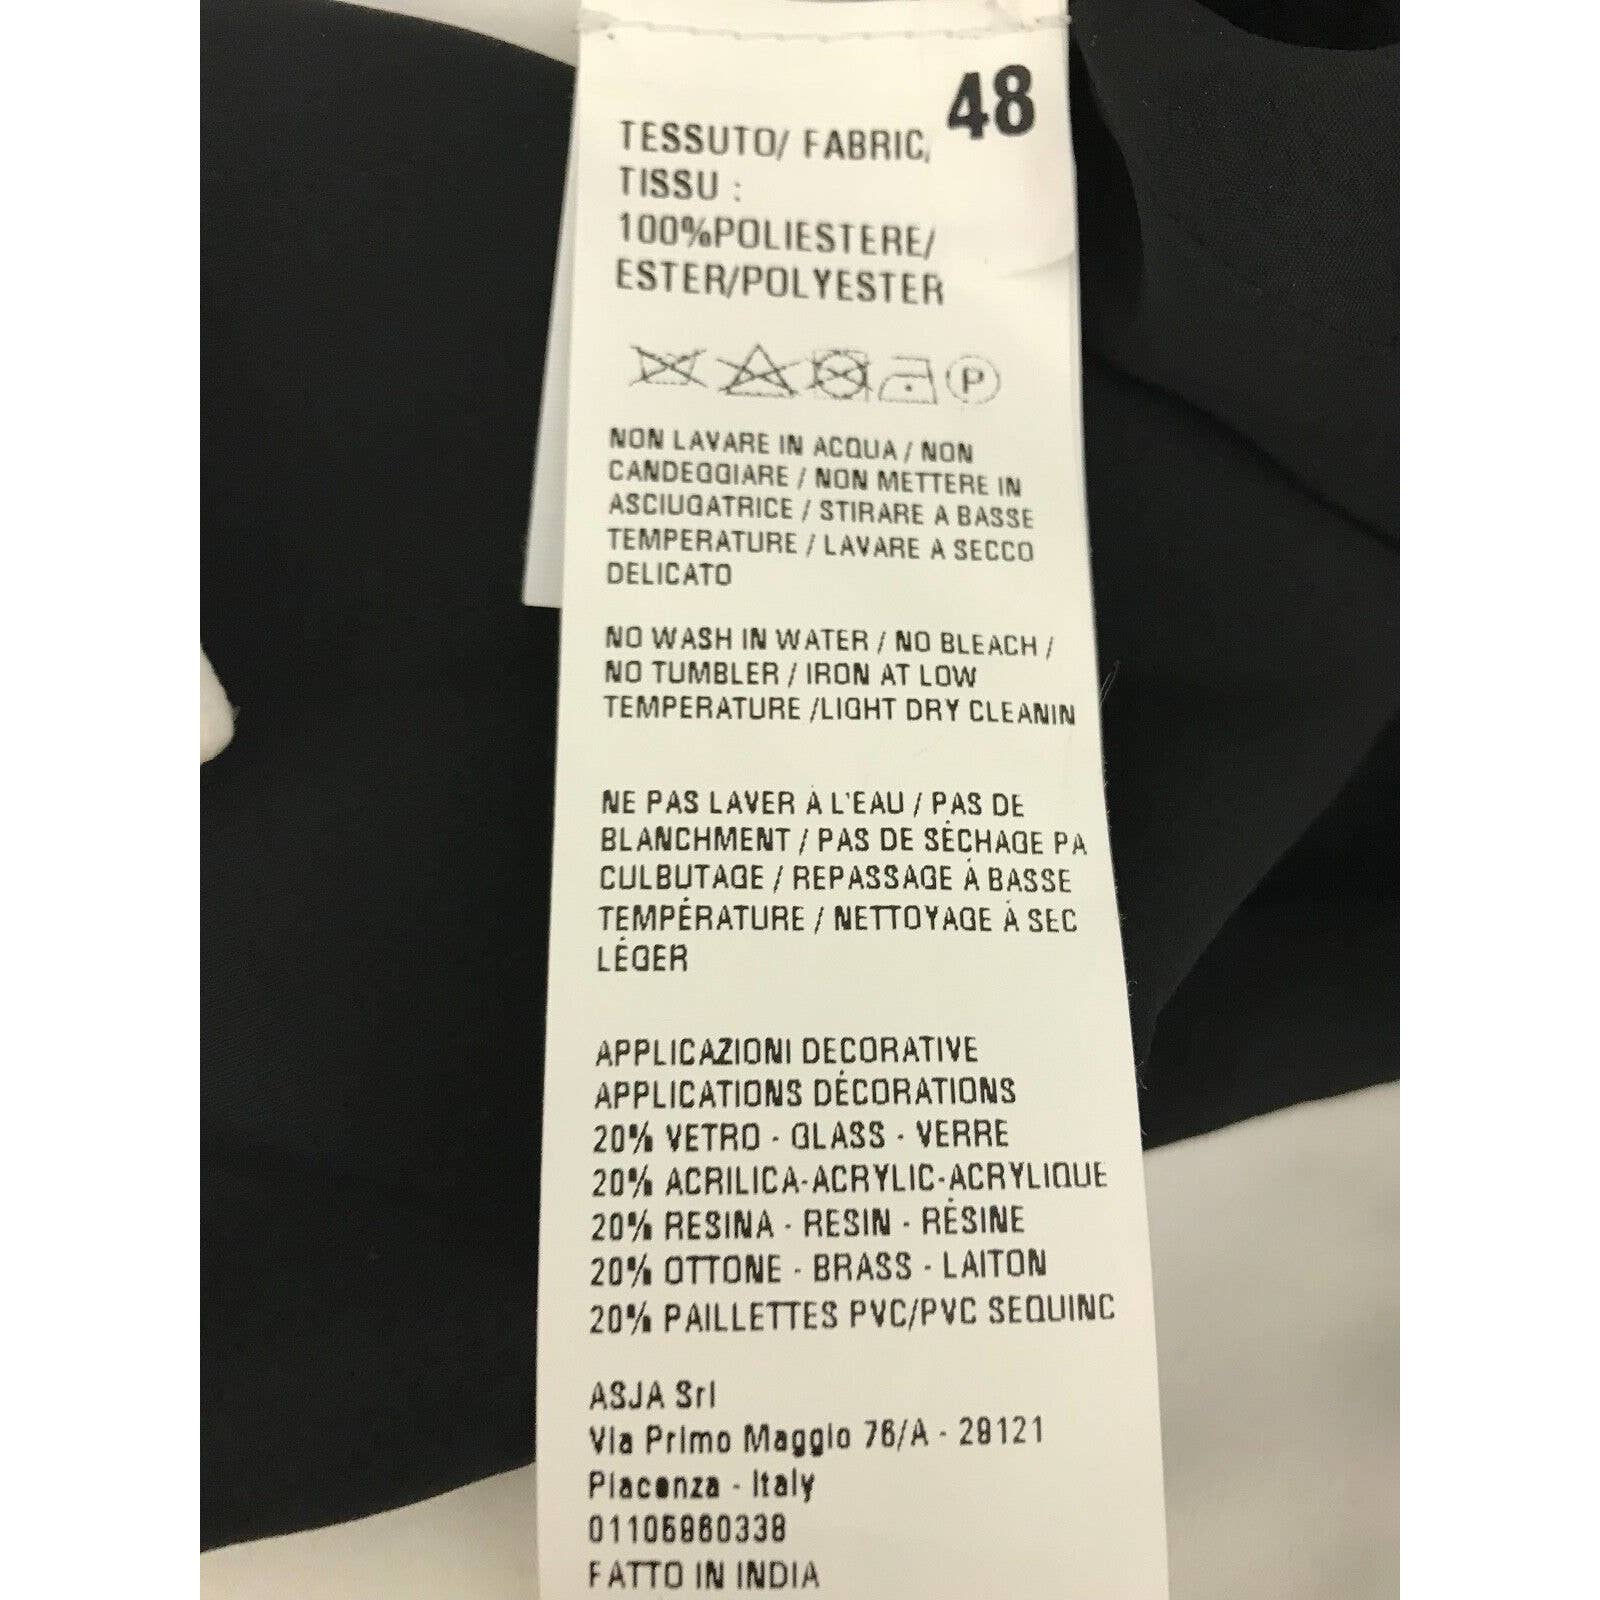 48
TESSUTO/ FABRIC,
TISSU :
100%POLIESTERE/
ESTER/POLYESTER
P
NON LAVARE IN ACQUA / NON
CANDEGGIARE / NON METTERE IN
ASCIUGATRICE / STIRARE A BASSE
TEMPERATURE / LAVARE A SECCO
DELICATO
NO WASH IN WATER / NO BLEACH /
NO TUMBLER / IRON AT LOW
TEMPERATURE /LIGHT DRY CLEANIN
NE PAS LAVER À L'EAU / PAS DE
BLANCHMENT / PAS DE SÈCHAGE PA
CULBUTAGE / REPASSAGE À BASSE
TEMPÉRATURE / NETTOYAGE À SEC
LÉGER
APPLICAZIONI DECORATIVE
APPLICATIONS DÉCORATIONS
20% VETRO - GLASS - VERRE
20% ACRILICA-ACRYLIC-ACRYLIQUE
20% RESINA - RESIN - RÈSINE
20% OTTONE - BRASS - LAITON
20% PAILLETTES PVC/PVC SEQUINC
ASJA Srl
Via Primo Maggio 76/A - 29121
Piacenza - Italy
FATTO IN INDIA